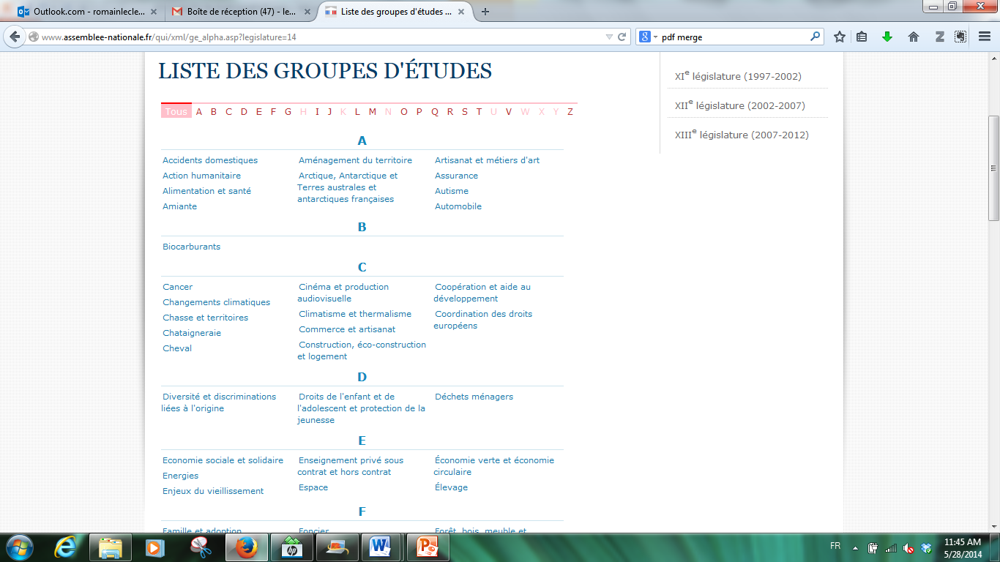 Outlook.com - romainlecle...
Boîte de réception (47) - le...
Liste des groupes d'études ...
www.assemblee-nationale.fr/qui/xml/ge_alpha.asp?legislature=14
pdf merge
LISTE DES GROUPES D'ÉTUDES
Tous A B C D E F G H I J K L M N O P Q R S T U V W X Y Z
A
Accidents domestiques
Action humanitaire
Alimentation et santé
Amiante
Aménagement du territoire
Arctique, Antarctique et
Terres australes et
antarctiques françaises
Artisanat et métiers d'art
Assurance
Autisme
Automobile
B
Biocarburants
C
Cancer
Changements climatiques
Chasse et territoires
Chataigneraie
Cheval
Cinéma et production
audiovisuelle
Climatisme et thermalisme
Commerce et artisanat
Construction, éco-construction
et logement
Coopération et aide au
développement
Coordination des droits
européens
D
Diversité et discriminations
liées à l'origine
Droits de l'enfant et de
l'adolescent et protection de la
jeunesse
Déchets ménagers
E
Economie sociale et solidaire
Energies
Enjeux du vieillissement
Enseignement privé sous
contrat et hors contrat
Espace
Économie verte et économie
circulaire
Élevage
F
Famille et adoption
Foncier
Forêt, bois, meuble et
XIe législature (1997-2002)
XIIe législature (2002-2007)
XIIIe législature (2007-2012)
FR
11:45 AM
5/28/2014